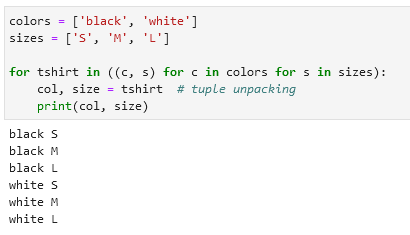 colors = ['black', 'white']
sizes = ['S', 'M', 'L']
for tshirt in ((c, s) for c in colors for s in sizes):
    col, size = tshirt  # tuple unpacking
    print(col, size)
black S
black M
black L
white S
white M
white L